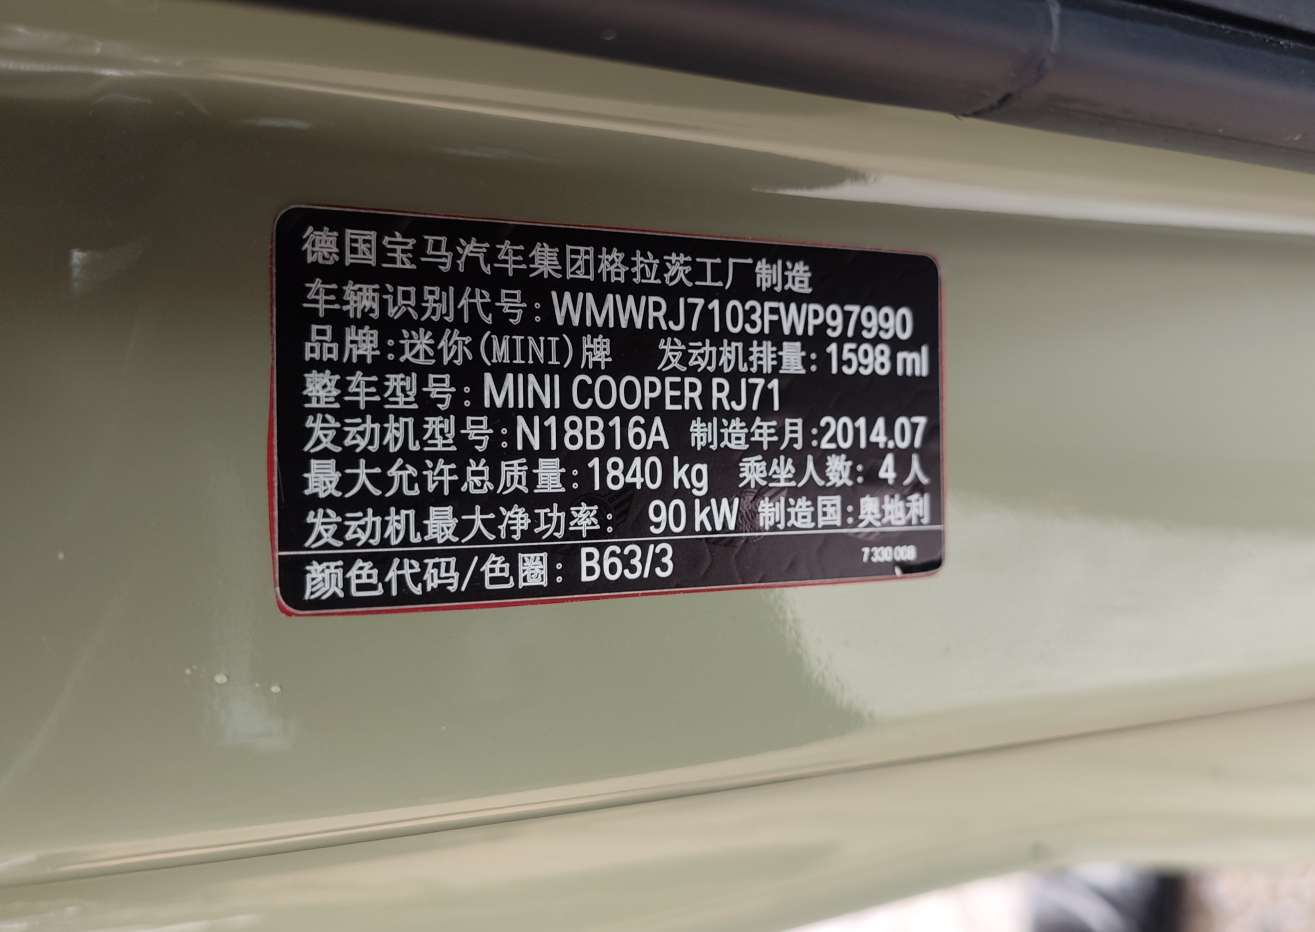 德国宝马汽车集团格拉茨工厂制造
车辆识别代号: WMWRJ7103FWP97990
品牌:迷你(MINI)牌 发动机排量: 1598 ml
整车型号: MINI COOPER RJ71
发动机型号:N18B16A 制造年月:2014.07
最大允许总质量:1840 kg 乘坐人数: 4 人
发动机最大净功率: 90 kW 制造国:奥地利
颜色代码/色圈: B63/3 7 330 008